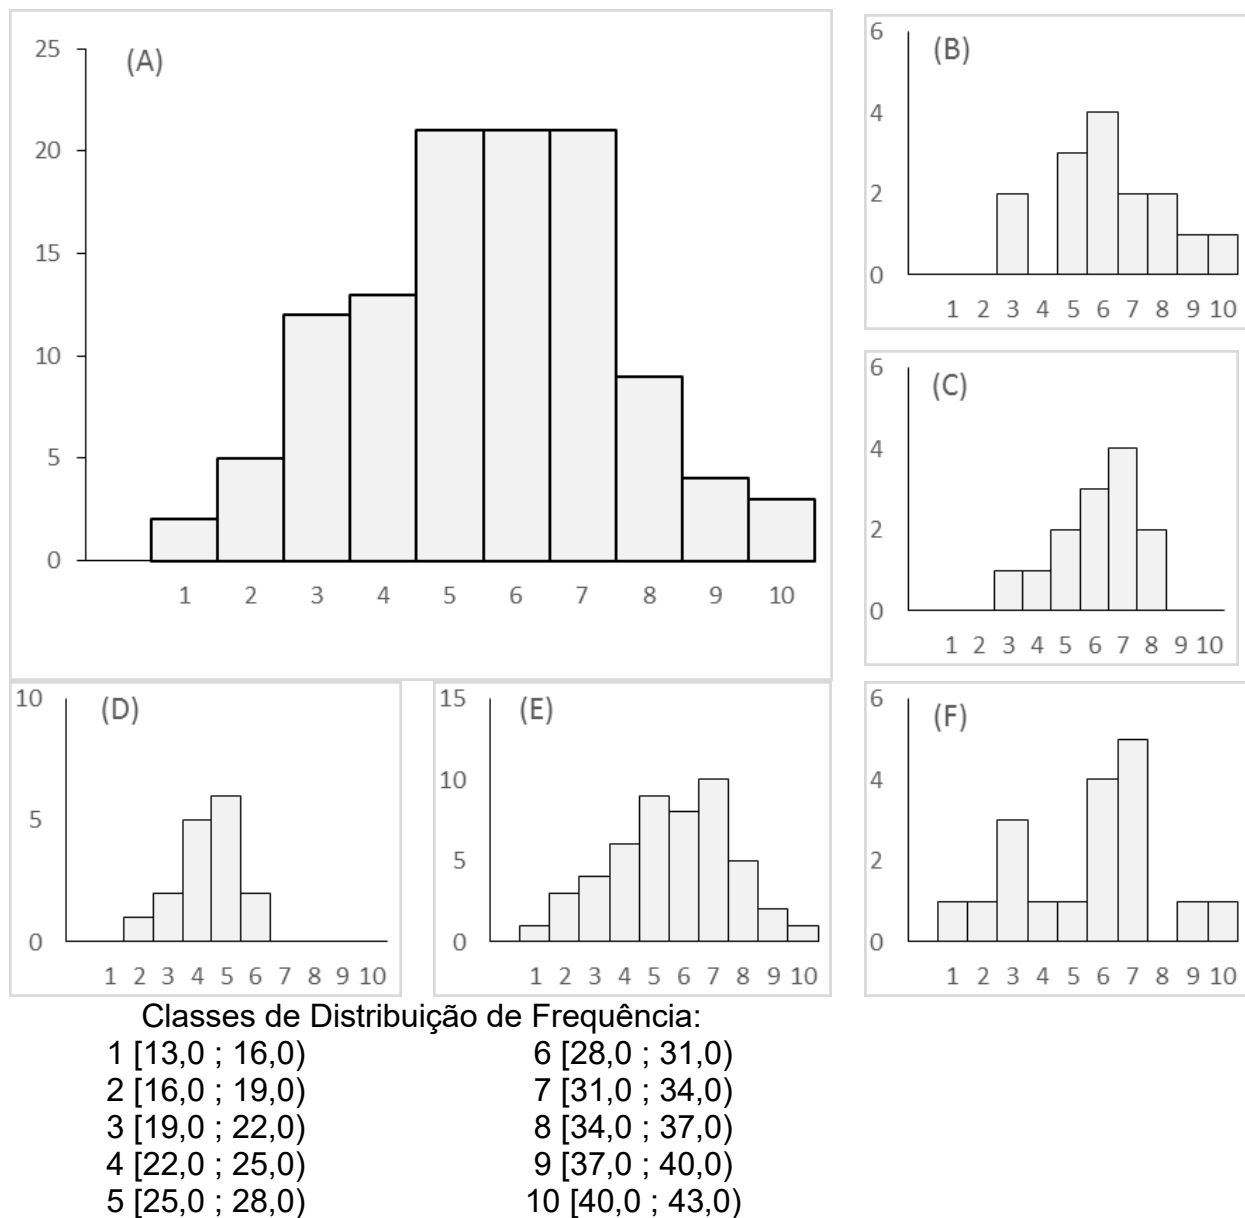 (A)
25
20
15
10
5
0
1 2 3 4 5 6 7 8 9 10
(B)
6
4
2
0
1 2 3 4 5 6 7 8 9 10
(C)
6
4
2
0
1 2 3 4 5 6 7 8 9 10
(D)
10
5
0
1 2 3 4 5 6 7 8 9 10
(E)
15
10
5
0
1 2 3 4 5 6 7 8 9 10
(F)
6
4
2
0
1 2 3 4 5 6 7 8 9 10
Classes de Distribuição de Frequência:
1 [13,0 ; 16,0)
2 [16,0 ; 19,0)
3 [19,0 ; 22,0)
4 [22,0 ; 25,0)
5 [25,0 ; 28,0)
6 [28,0 ; 31,0)
7 [31,0 ; 34,0)
8 [34,0 ; 37,0)
9 [37,0 ; 40,0)
10 [40,0 ; 43,0)